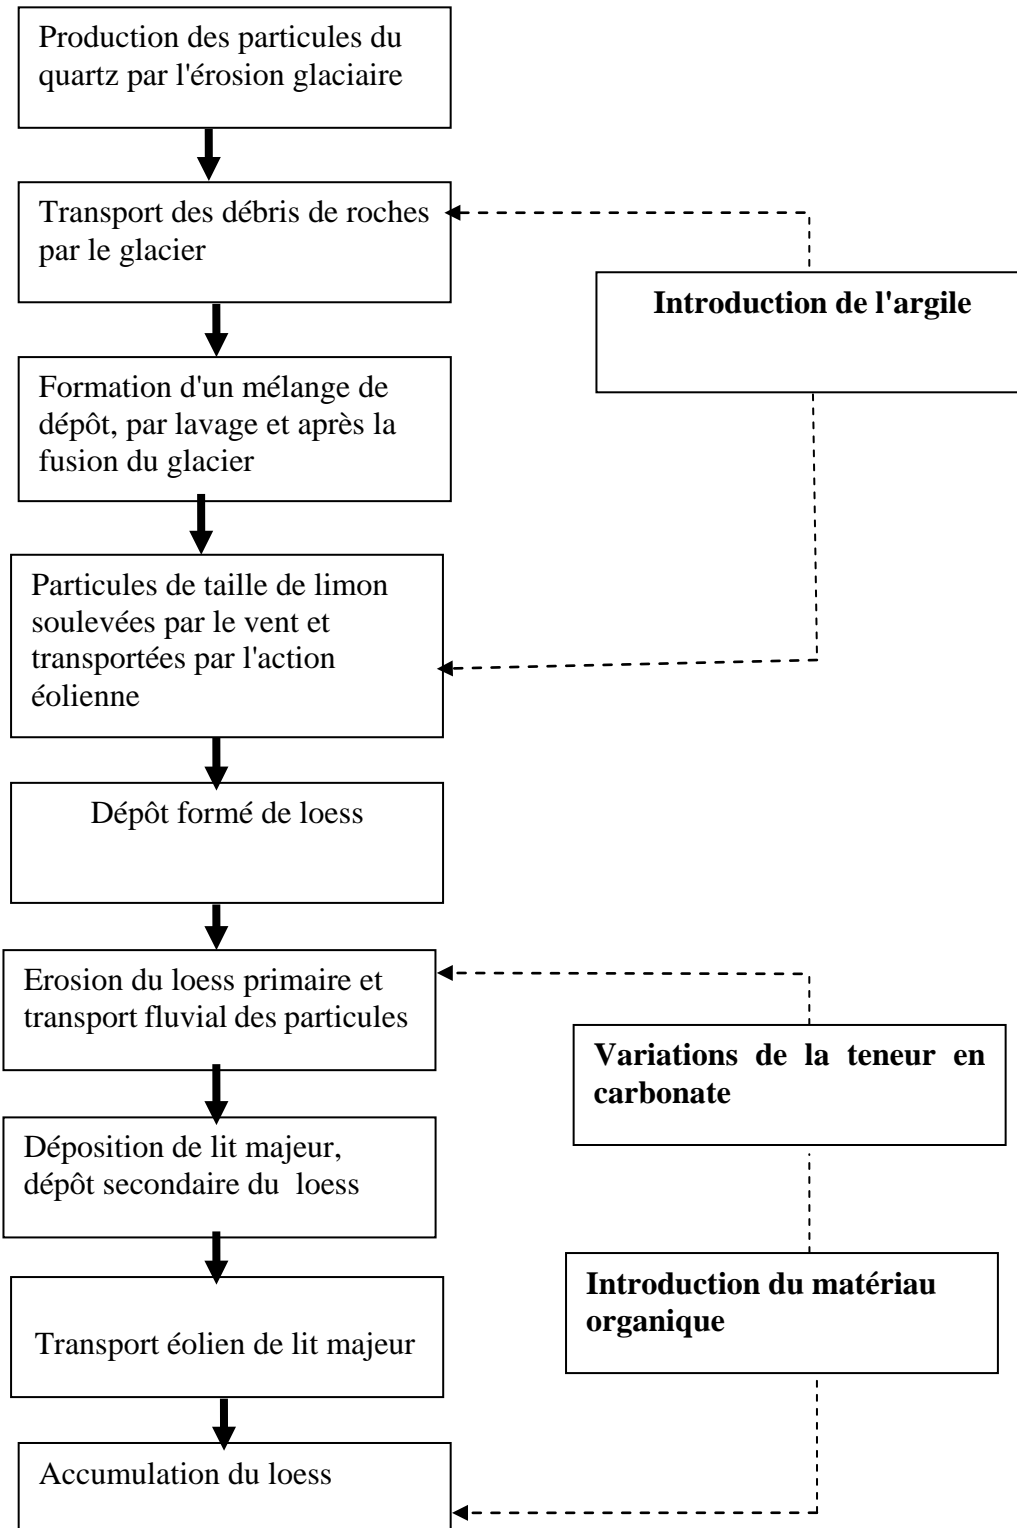 Production des particules du
quartz par l'érosion glaciaire
Transport des débris de roches
par le glacier
Introduction de l'argile
Formation d'un mélange de
dépôt, par lavage et après la
fusion du glacier
Particules de taille de limon
soulevées par le vent et
transportées par l'action
éolienne
Dépôt formé de loess
Erosion du loess primaire et
transport fluvial des particules
Variations de la teneur en
carbonate
Déposition de lit majeur,
dépôt secondaire du loess
Introduction du matériau
organique
Transport éolien de lit majeur
Accumulation du loess